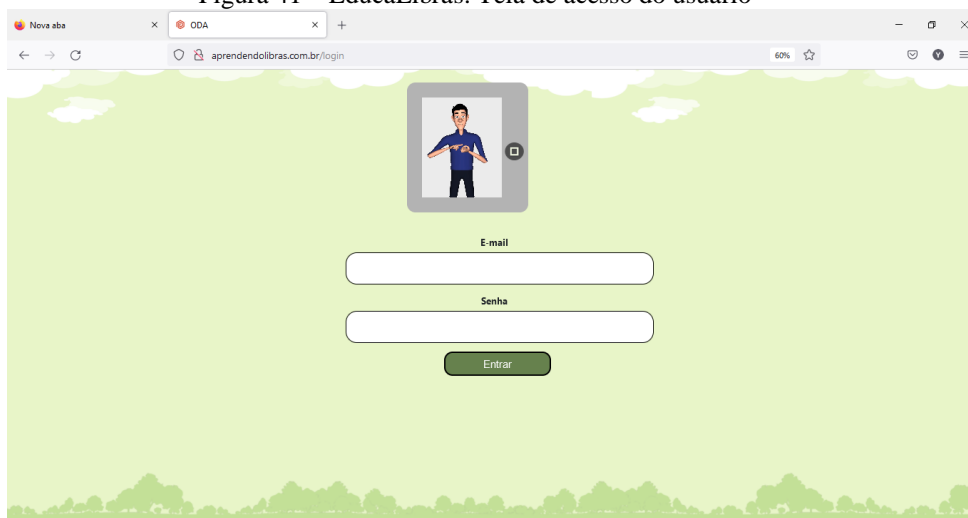 Figura 41 – EducaLibras: Tela de acesso do usuário
Nova aba
ODA
aprendendolibras.com.br/login
60%
Y
E-mail
Senha
Entrar